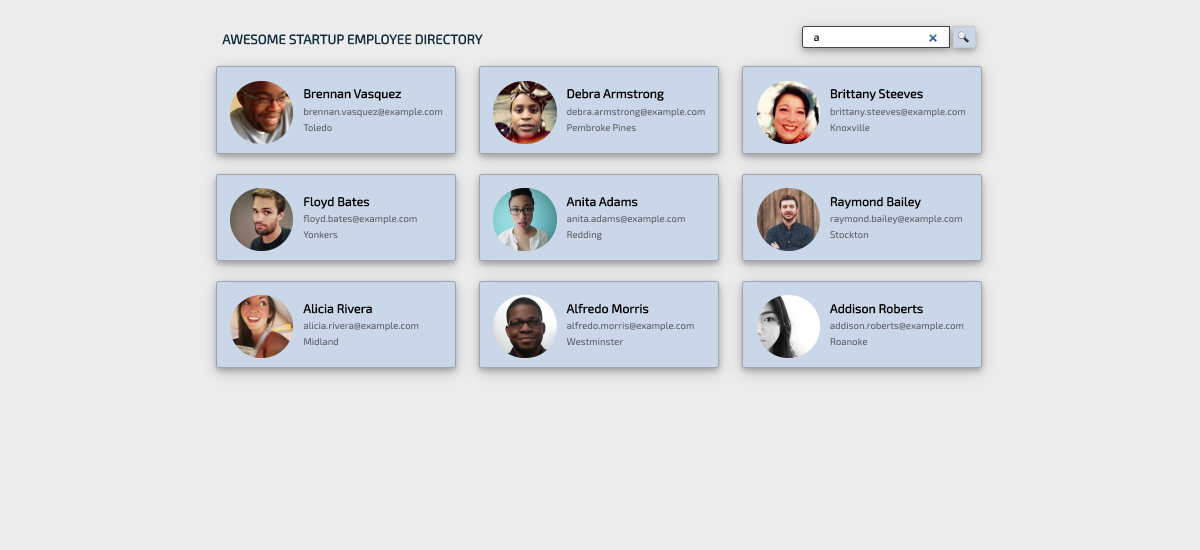 AWESOME STARTUP EMPLOYEE DIRECTORY
a
Brennan Vasquez
brennan.vasquez@example.com
Toledo
Debra Armstrong
debra.armstrong@example.com
Pembroke Pines
Brittany Steeves
brittany.steeves@example.com
Knoxville
Floyd Bates
floyd.bates@example.com
Yonkers
Anita Adams
anita.adams@example.com
Redding
Raymond Bailey
raymond.bailey@example.com
Stockton
Alicia Rivera
alicia.rivera@example.com
Midland
Alfredo Morris
alfredo.morris@example.com
Westminster
Addison Roberts
addison.roberts@example.com
Roanoke